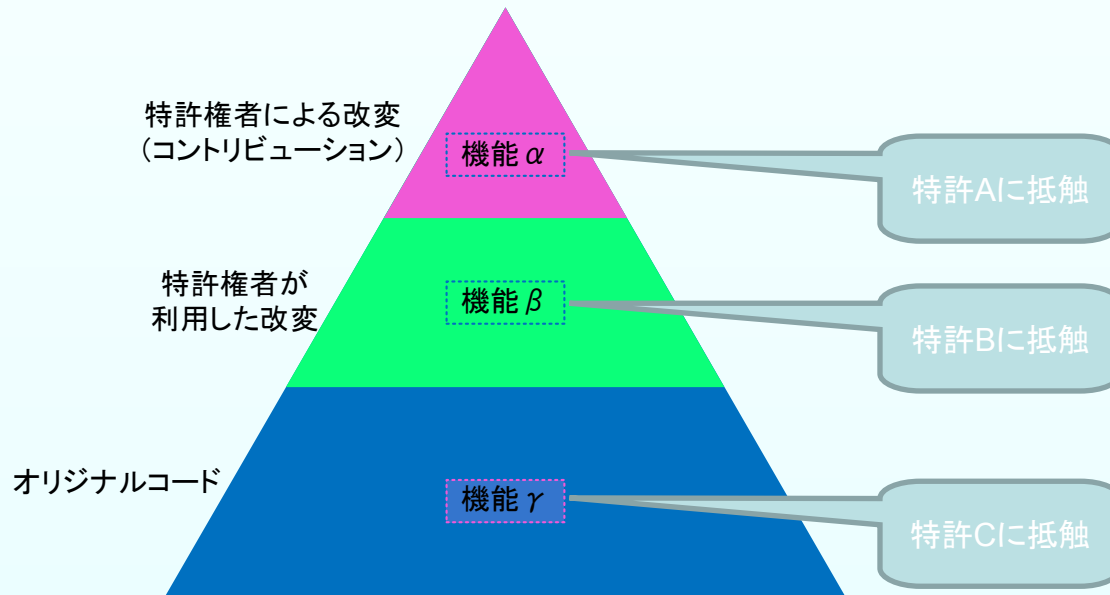 特許権者による改変
(コントリビューション)
機能α
特許Aに抵触
特許権者が
利用した改変
機能β
特許Bに抵触
オリジナルコード
機能γ
特許Cに抵触